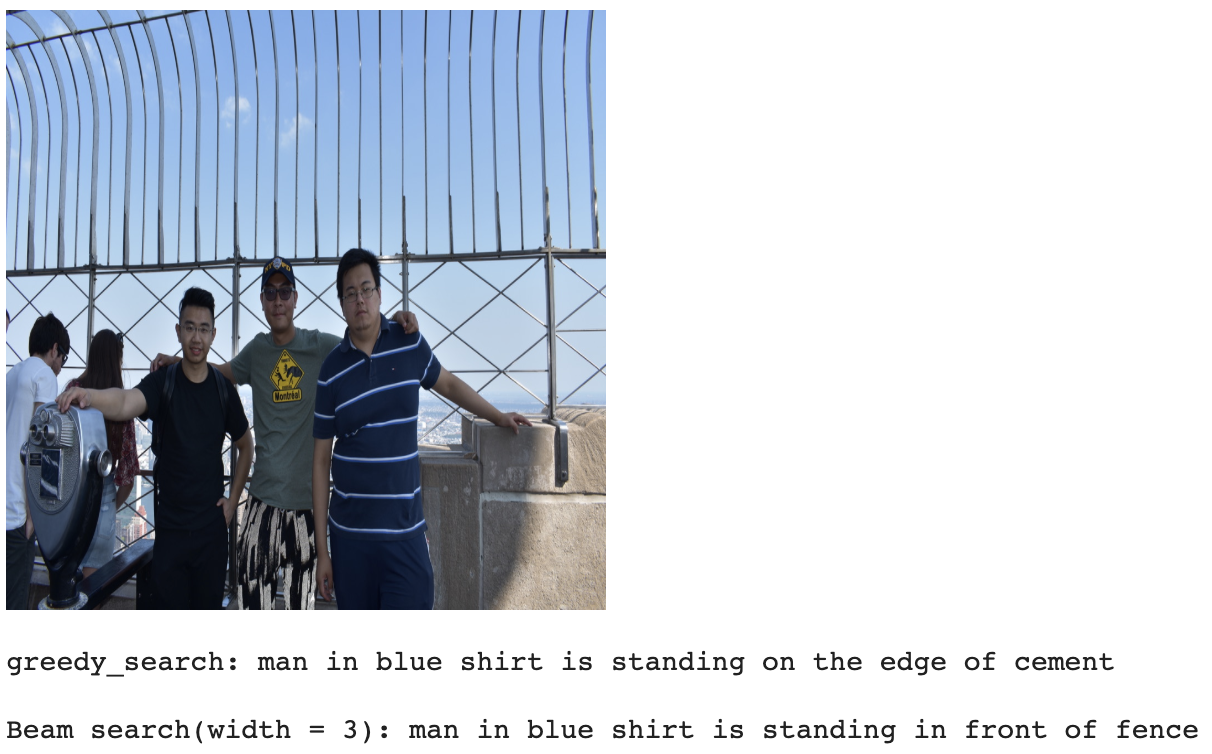 Montréal
greedy_search: man in blue shirt is standing on the edge of cement
Beam search(width = 3): man in blue shirt is standing in front of fence